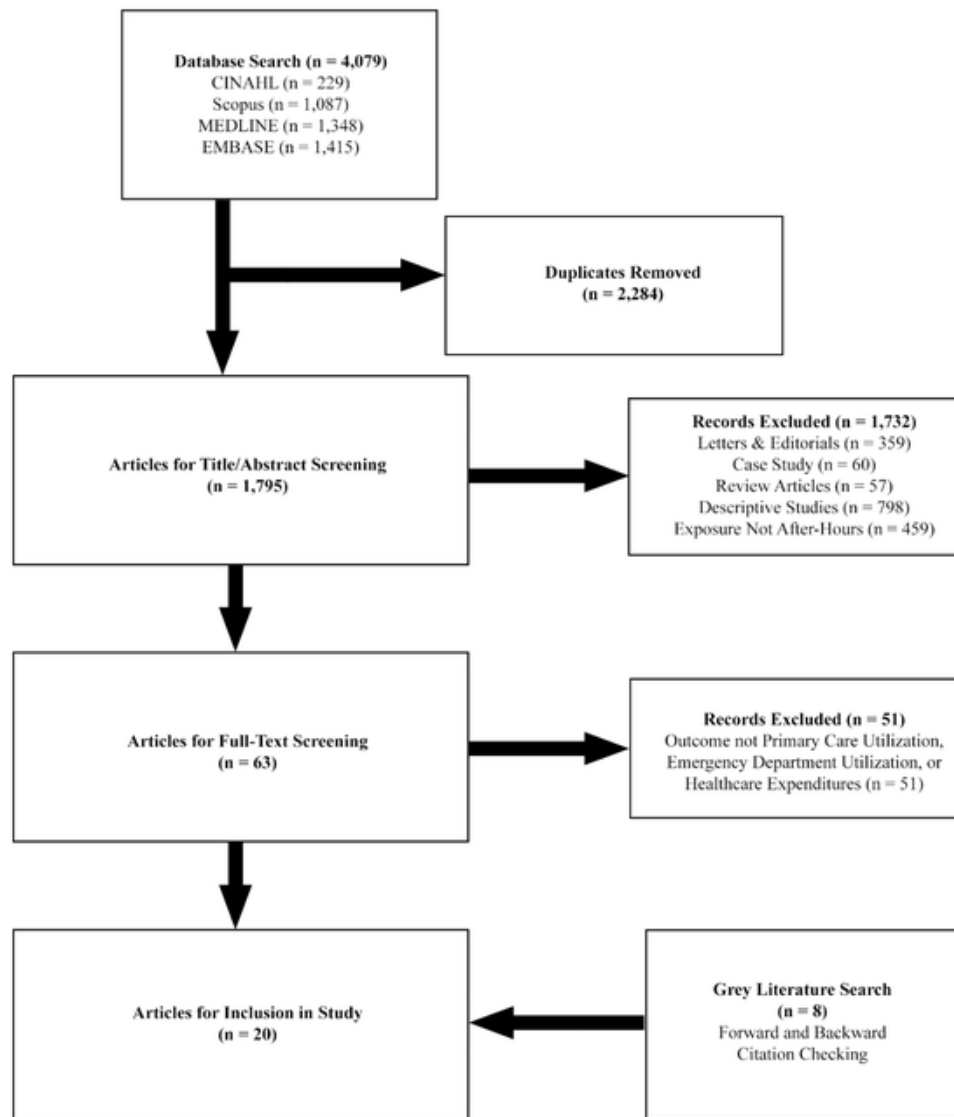 Database Search (n = 4,079)
CINAHL (n = 229)
Scopus (n = 1,087)
MEDLINE (n = 1,348)
EMBASE (n = 1,415)
Duplicates Removed
(n = 2,284)
Articles for Title/Abstract Screening
(n = 1,795)
Records Excluded (n = 1,732)
Letters & Editorials (n = 359)
Case Study (n = 60)
Review Articles (n = 57)
Descriptive Studies (n = 798)
Exposure Not After-Hours (n = 459)
Articles for Full-Text Screening
(n = 63)
Records Excluded (n = 51)
Outcome not Primary Care Utilization,
Emergency Department Utilization, or
Healthcare Expenditures (n = 51)
Articles for Inclusion in Study
(n = 20)
Grey Literature Search
(n = 8)
Forward and Backward
Citation Checking